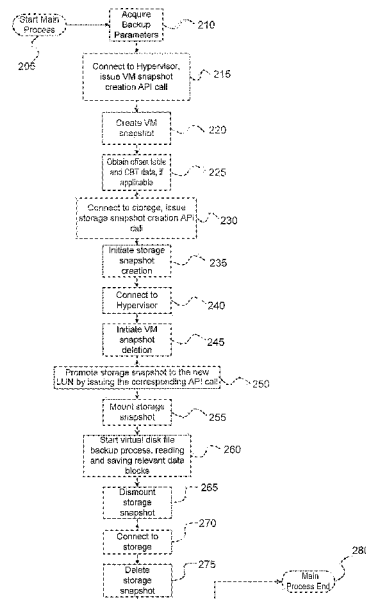 Start Main
Process
205
Acquire
Backup
Parameters
210
Connect to Hypervisor,
issue VM snapshot
creation API call
215
Create VM
snapshot
220
Obtain offset table
and CBT data, if
applicable
225
Connect to storage, issue
storage snapshot creation API
call
230
Initiate storage
snapshot
creation
235
Connect to
Hypervisor
240
Initiate VM
snapshot
deletion
245
Promote storage snapshot to the new
LUN by issuing the corresponding API call
250
Mount storage
snapshot
255
Start virtual disk file
backup process, reading
and saving relevant data
blocks
260
Dismount
storage
snapshot
265
Connect to
storage
270
Delete
storage
snapshot
275
Main
Process End
280